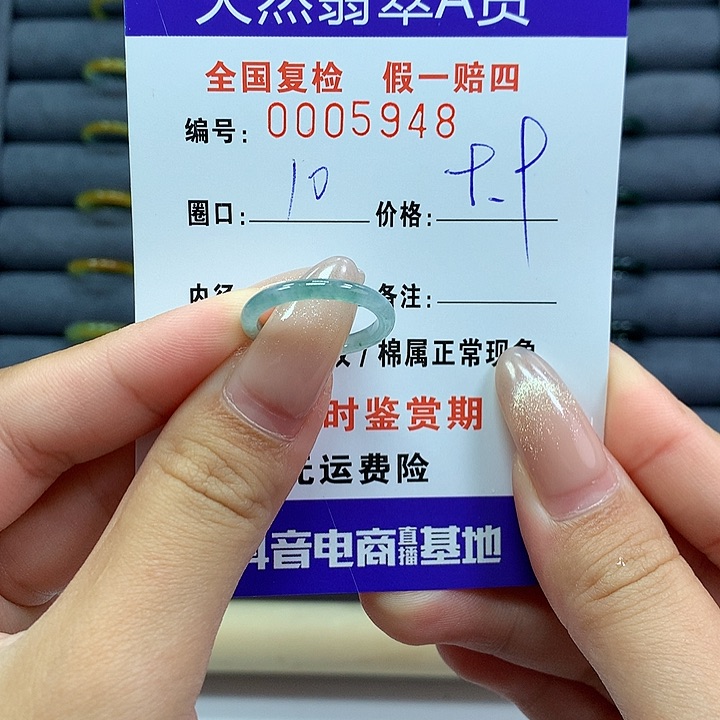 天然翡翠A货
全国复检 假一赔四
编号: 0005948
圈口: 10 价格:
内径 备注:
/棉属正常现象
时鉴赏期
运费险
抖音电商直播基地